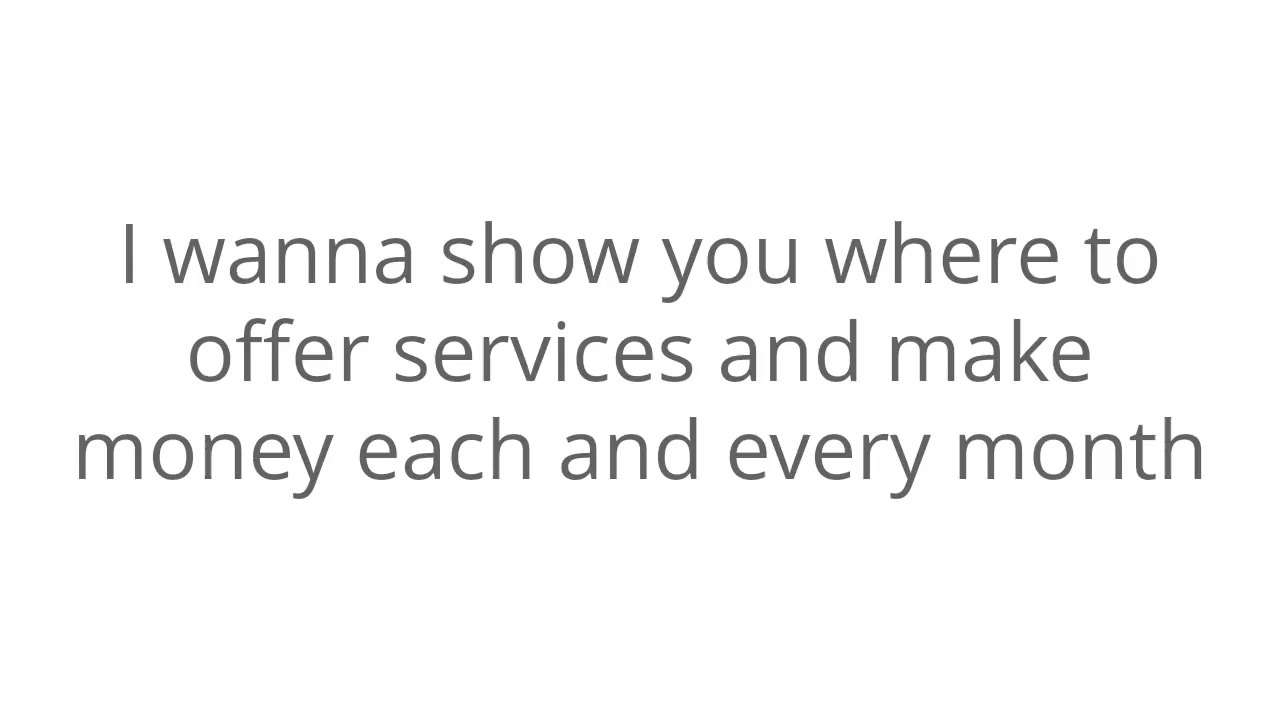 I wanna show you where to
offer services and make
money each and every month